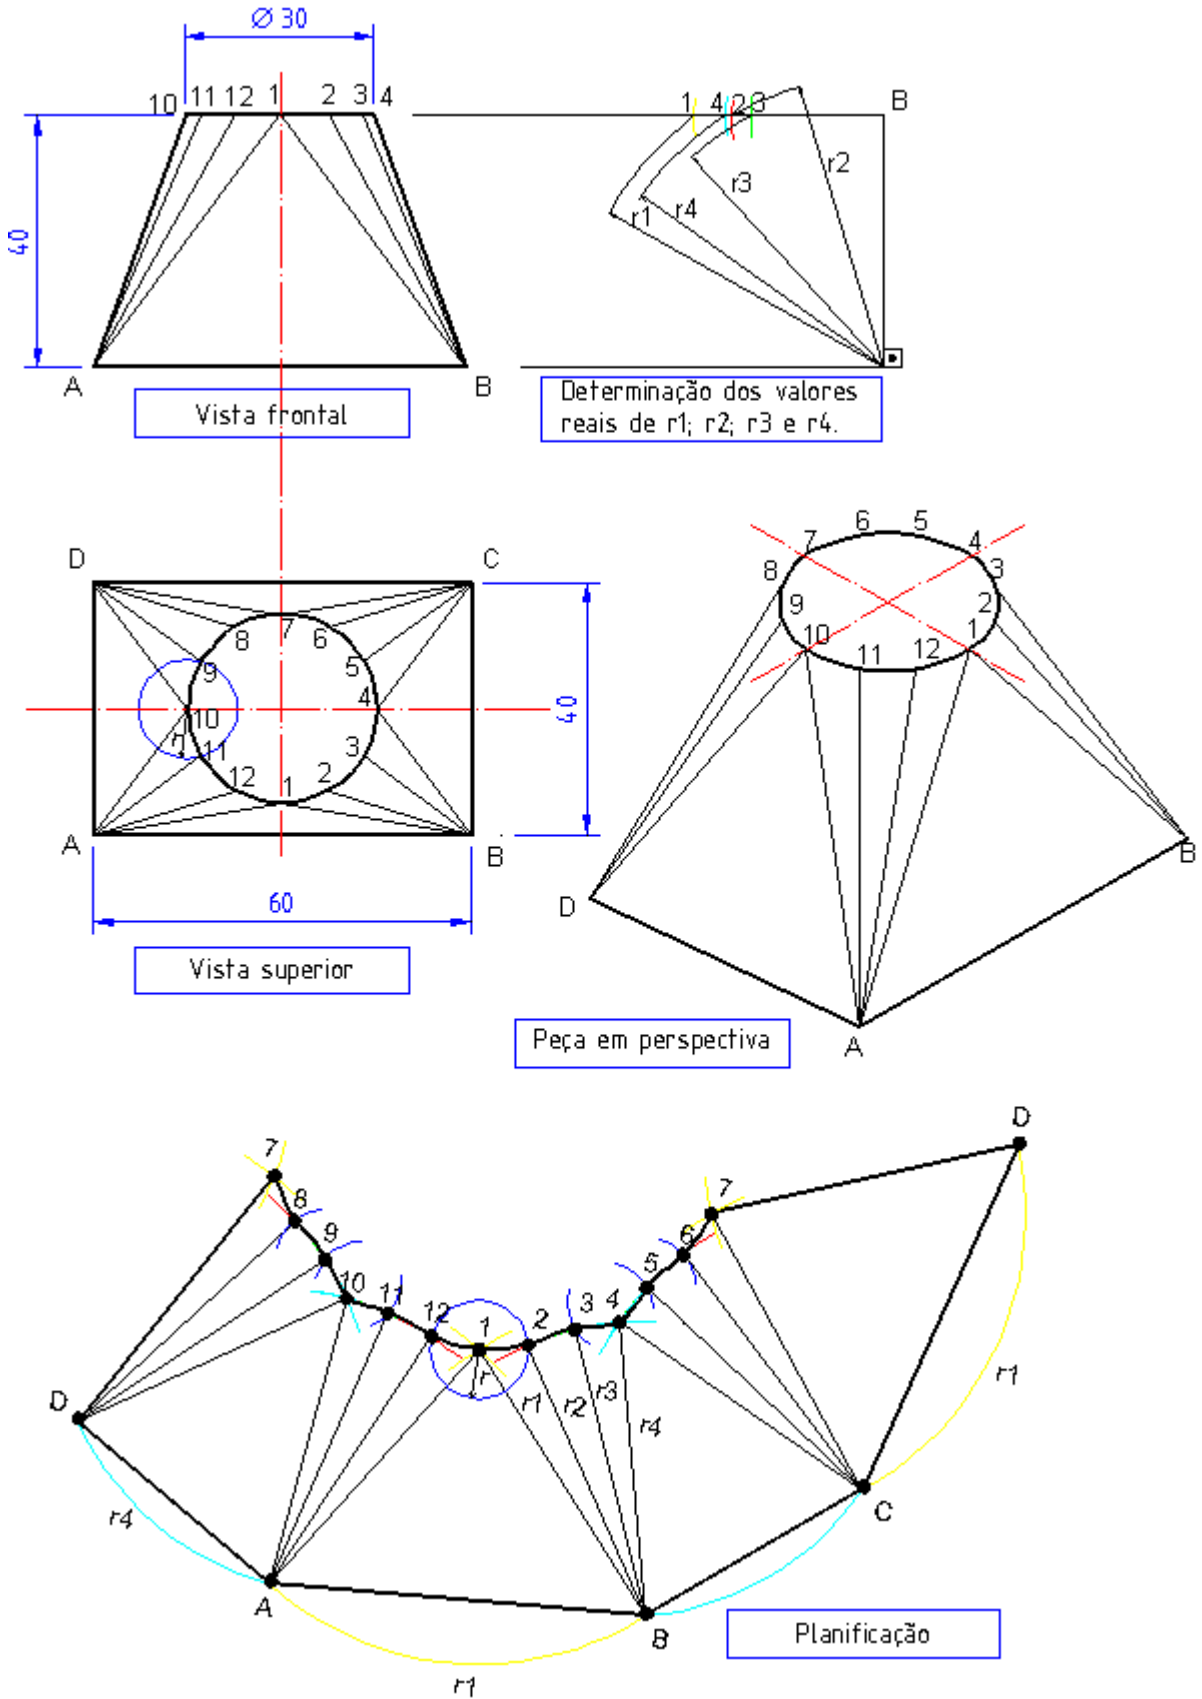 Ø 30
10 11 12 1 2 3 4
40
A B
Vista frontal
1 4 2 3 B
r1 r4 r3 r2
Determinação dos valores
reais de r1; r2; r3 e r4.
D C
8 7 6
9 5
10 4
r
11 3
12 1 2
A B
40
60
Vista superior
7 6 5 4
8 3
9 2
10 11 12 1
D A B
Peça em perspectiva
7 8 9 10 11 12 1 2 3 4 5 6 7
D
r
r1 r2 r3 r4
r1
D
r4
A
B
C
r1
Planificação